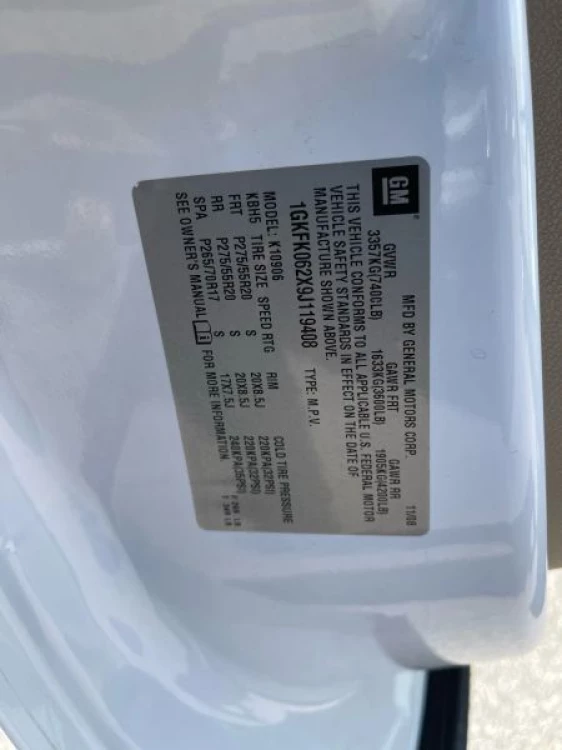 GM ®
MFD BY GENERAL MOTORS CORP. 11/08
GVWR GAWR FRT GAWR RR
3357KG(7400LB) 1633KG(3600LB) 1905KG(4200LB)
THIS VEHICLE CONFORMS TO ALL APPLICABLE U.S. FEDERAL MOTOR
VEHICLE SAFETY STANDARDS IN EFFECT ON THE DATE OF
MANUFACTURE SHOWN ABOVE.
1GKFK062X9J119408 TYPE: M.P.V.
MODEL: K10906
KBH5 TIRE SIZE SPEED RTG RIM COLD TIRE PRESSURE
FRT P275/55R20 S 20X8.5J 220KPA(32PSI)
RR P275/55R20 S 20X8.5J 220KPA(32PSI)
SPA P265/70R17 S 17X7.5J 240KPA(35PSI)
SEE OWNER'S MANUAL FOR MORE INFORMATION.